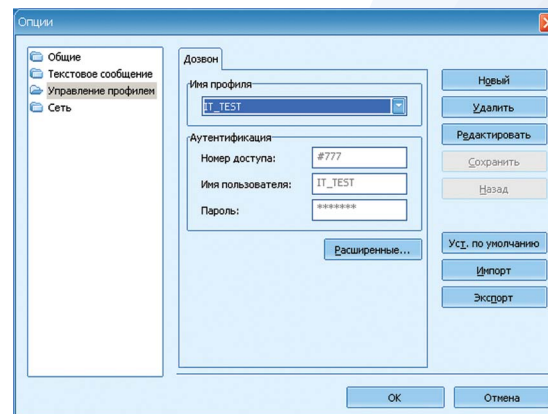 Опции
Общие
Текстовое сообщение
Управление профилем
Сеть
Дозвон
Имя профиля
IT_TEST
Аутентификация
Номер доступа: #777
Имя пользователя: IT_TEST
Пароль: *******
Расширенные...
Новый
Удалить
Редактировать
Сохранить
Назад
Уст. по умолчанию
Импорт
Экспорт
OK
Отмена